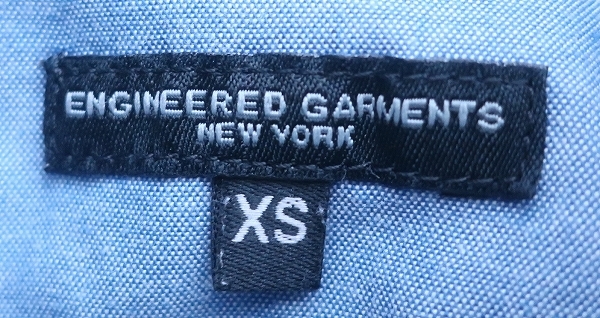 ENGINEERED GARMENTS
NEW YORK
XS